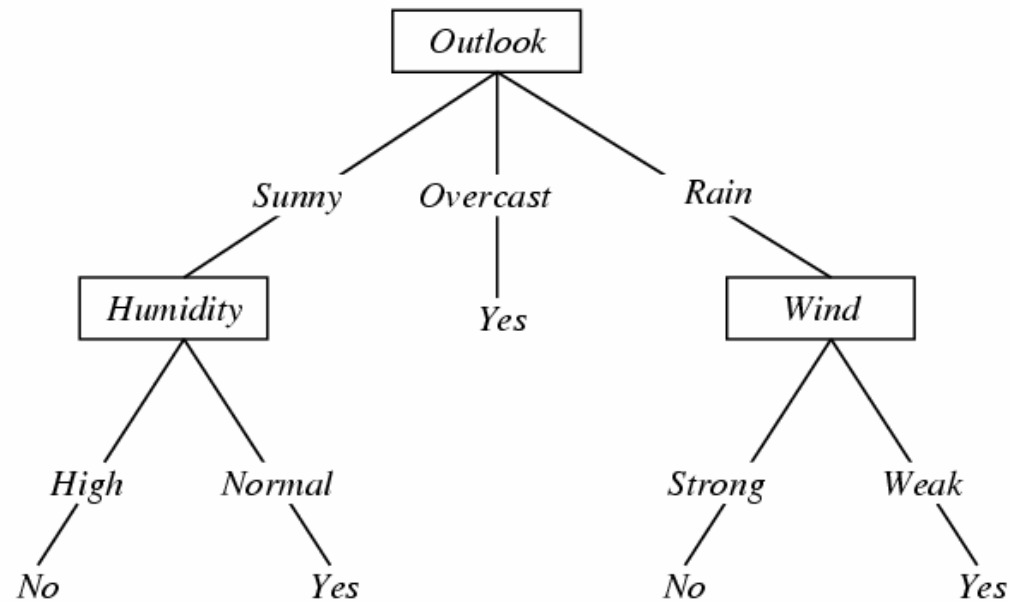 Outlook
Sunny Overcast Rain
Humidity Yes Wind
High Normal Strong Weak
No Yes No Yes